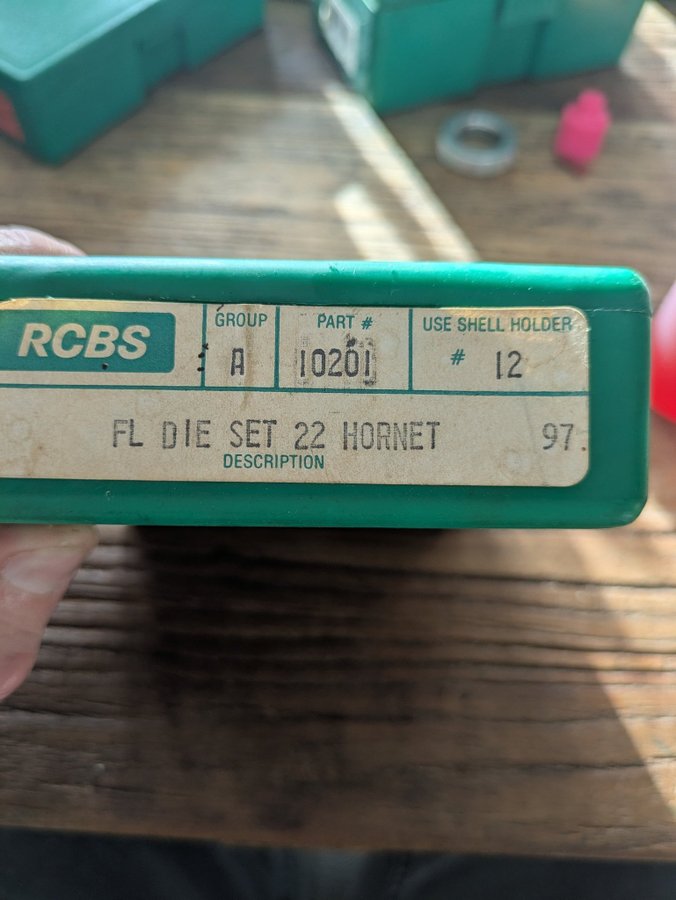 RCBS
GROUP PART # USE SHELL HOLDER
A 10201 # 12
FL DIE SET 22 HORNET 97.
DESCRIPTION